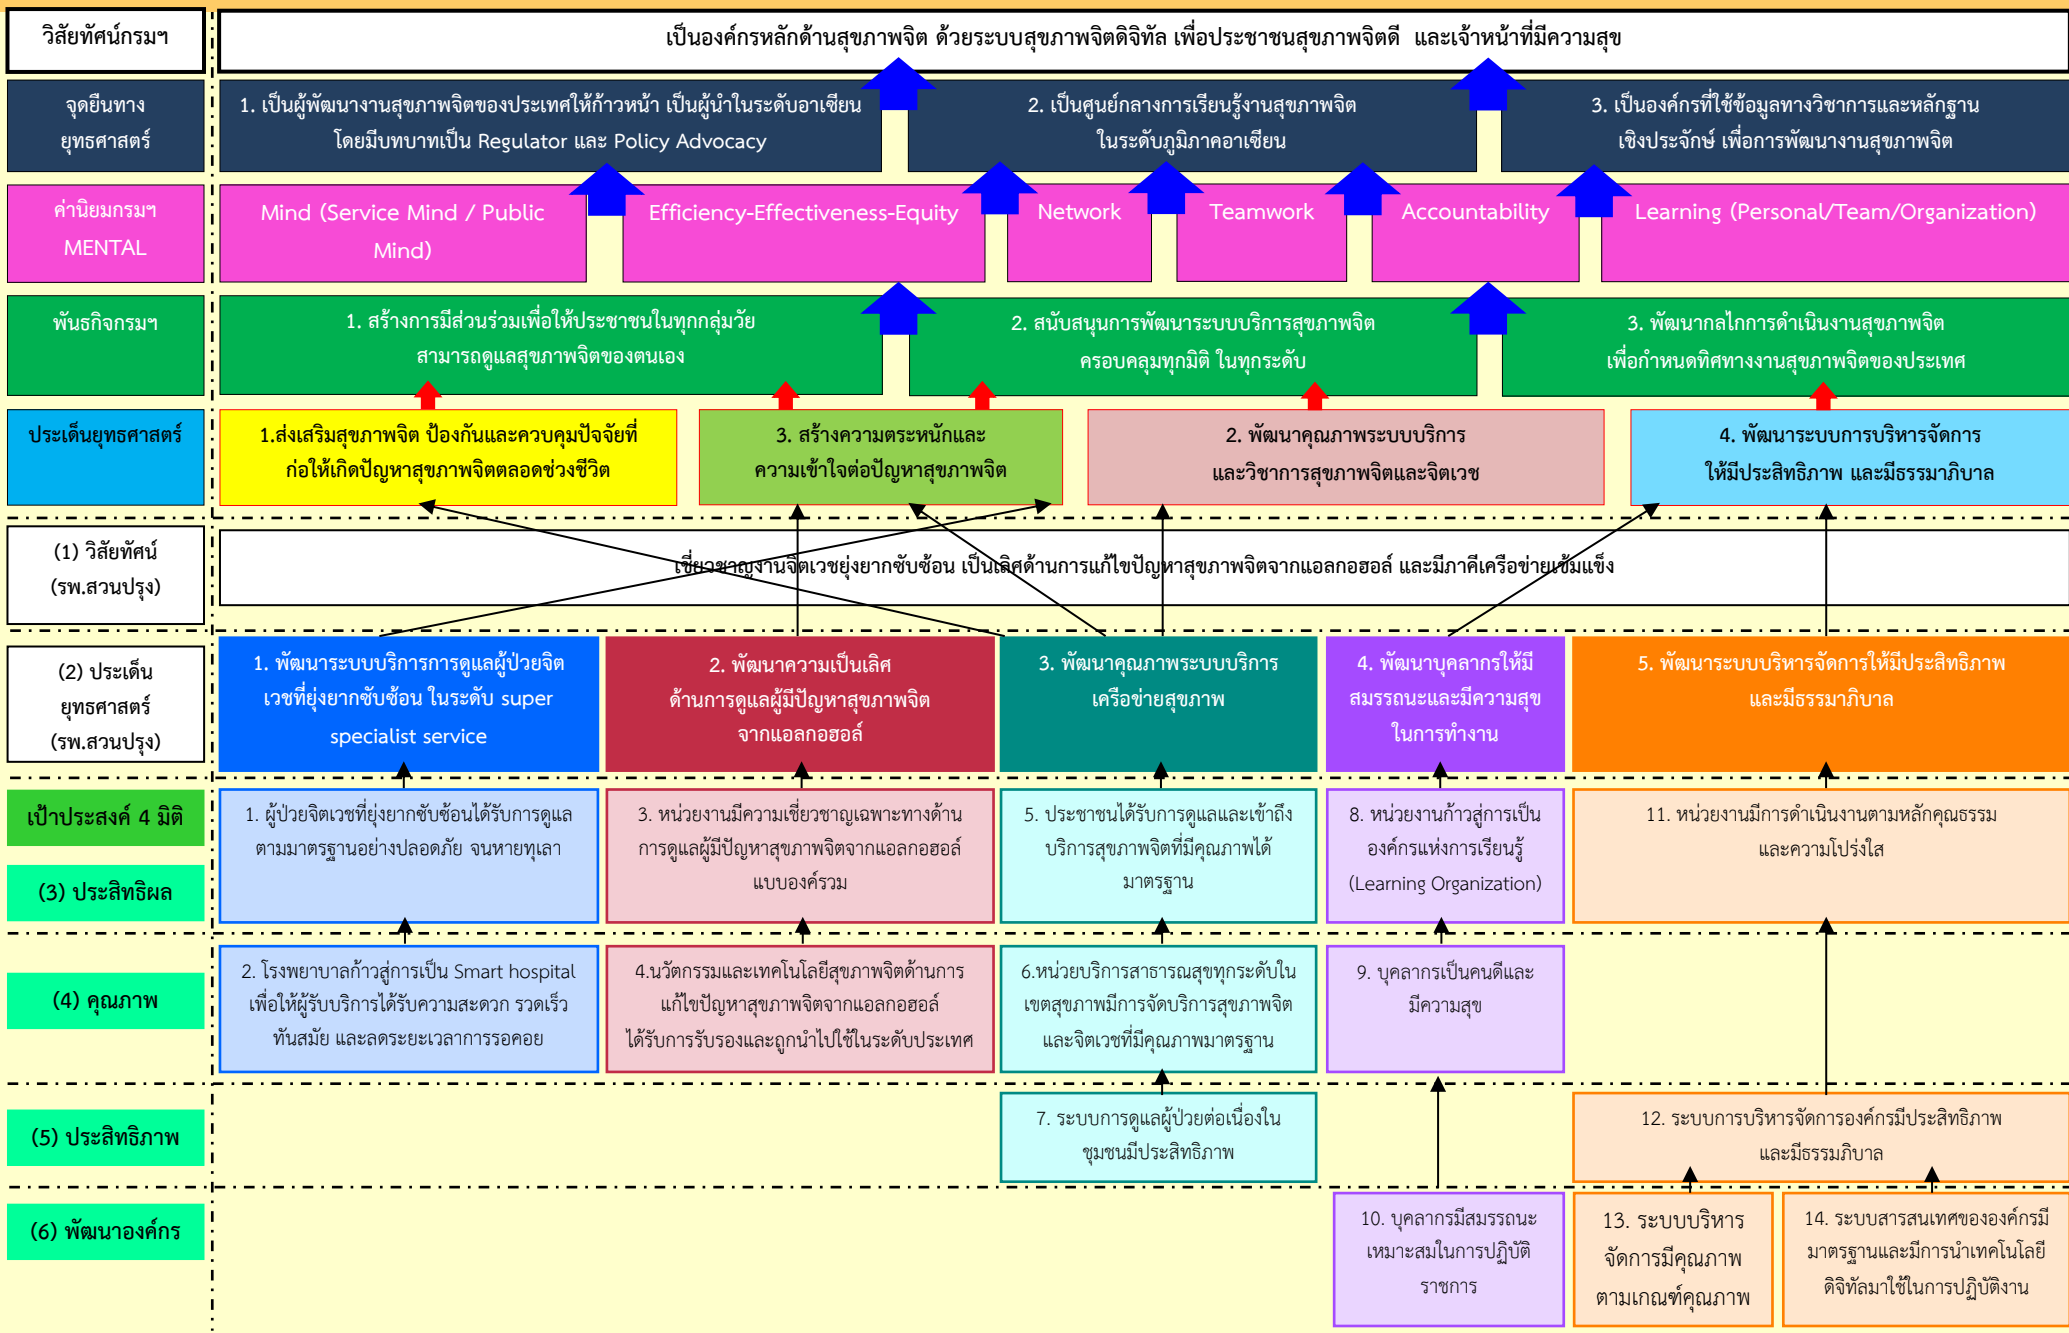 วิสัยทัศน์กรมฯ
เป็นองค์กรหลักด้านสุขภาพจิต ด้วยระบบสุขภาพจิตดิจิทัล เพื่อประชาชนสุขภาพจิตดี และเจ้าหน้าที่มีความสุข
จุดยืนทาง
ยุทธศาสตร์
1. เป็นผู้พัฒนางานสุขภาพจิตของประเทศให้ก้าวหน้า เป็นผู้นำในระดับอาเซียน
โดยมีบทบาทเป็น Regulator และ Policy Advocacy
2. เป็นศูนย์กลางการเรียนรู้งานสุขภาพจิต
ในระดับภูมิภาคอาเซียน
3. เป็นองค์กรที่ใช้ข้อมูลทางวิชาการและหลักฐาน
เชิงประจักษ์ เพื่อการพัฒนางานสุขภาพจิต
ค่านิยมกรมฯ
MENTAL
Mind (Service Mind / Public
Mind)
Efficiency-Effectiveness-Equity
Network
Teamwork
Accountability
Learning (Personal/Team/Organization)
พันธกิจกรมฯ
1. สร้างการมีส่วนร่วมเพื่อให้ประชาชนในทุกกลุ่มวัย
สามารถดูแลสุขภาพจิตของตนเอง
2. สนับสนุนการพัฒนาระบบบริการสุขภาพจิต
ครอบคลุมทุกมิติ ในทุกระดับ
3. พัฒนากลไกการดำเนินงานสุขภาพจิต
เพื่อกำหนดทิศทางงานสุขภาพจิตของประเทศ
ประเด็นยุทธศาสตร์
1.ส่งเสริมสุขภาพจิต ป้องกันและควบคุมปัจจัยที่
ก่อให้เกิดปัญหาสุขภาพจิตตลอดช่วงชีวิต
3. สร้างความตระหนักและ
ความเข้าใจต่อปัญหาสุขภาพจิต
2. พัฒนาคุณภาพระบบบริการ
และวิชาการสุขภาพจิตและจิตเวช
4. พัฒนาระบบการบริหารจัดการ
ให้มีประสิทธิภาพ และมีธรรมาภิบาล
(1) วิสัยทัศน์
(รพ.สวนปรุง)
เชี่ยวชาญงานจิตเวชยุ่งยากซับซ้อน เป็นเลิศด้านการแก้ไขปัญหาสุขภาพจิตจากแอลกอฮอล์ และมีภาคีเครือข่ายเข้มแข็ง
(2) ประเด็น
ยุทธศาสตร์
(รพ.สวนปรุง)
1. พัฒนาระบบบริการการดูแลผู้ป่วยจิต
เวชที่ยุ่งยากซับซ้อน ในระดับ super
specialist service
2. พัฒนาความเป็นเลิศ
ด้านการดูแลผู้มีปัญหาสุขภาพจิต
จากแอลกอฮอล์
3. พัฒนาคุณภาพระบบบริการ
เครือข่ายสุขภาพ
4. พัฒนาบุคลากรให้มี
สมรรถนะและมีความสุข
ในการทำงาน
5. พัฒนาระบบบริหารจัดการให้มีประสิทธิภาพ
และมีธรรมาภิบาล
เป้าประสงค์ 4 มิติ
(3) ประสิทธิผล
1. ผู้ป่วยจิตเวชที่ยุ่งยากซับซ้อนได้รับการดูแล
ตามมาตรฐานอย่างปลอดภัย จนหายทุเลา
3. หน่วยงานมีความเชี่ยวชาญเฉพาะทางด้าน
การดูแลผู้มีปัญหาสุขภาพจิตจากแอลกอฮอล์
แบบองค์รวม
5. ประชาชนได้รับการดูแลและเข้าถึง
บริการสุขภาพจิตที่มีคุณภาพได้
มาตรฐาน
8. หน่วยงานก้าวสู่การเป็น
องค์กรแห่งการเรียนรู้
(Learning Organization)
11. หน่วยงานมีการดำเนินงานตามหลักคุณธรรม
และความโปร่งใส
(4) คุณภาพ
2. โรงพยาบาลก้าวสู่การเป็น Smart hospital
เพื่อให้ผู้รับบริการได้รับความสะดวก รวดเร็ว
ทันสมัย และลดระยะเวลาการรอคอย
4.นวัตกรรมและเทคโนโลยีสุขภาพจิตด้านการ
แก้ไขปัญหาสุขภาพจิตจากแอลกอฮอล์
ได้รับการรับรองและถูกนำไปใช้ในระดับประเทศ
6.หน่วยบริการสาธารณสุขทุกระดับใน
เขตสุขภาพมีการจัดบริการสุขภาพจิต
และจิตเวชที่มีคุณภาพมาตรฐาน
9. บุคลากรเป็นคนดีและ
มีความสุข
(5) ประสิทธิภาพ
7. ระบบการดูแลผู้ป่วยต่อเนื่องใน
ชุมชนมีประสิทธิภาพ
12. ระบบการบริหารจัดการองค์กรมีประสิทธิภาพ
และมีธรรมภิบาล
(6) พัฒนาองค์กร
10. บุคลากรมีสมรรถนะ
เหมาะสมในการปฏิบัติ
ราชการ
13. ระบบบริหาร
จัดการมีคุณภาพ
ตามเกณฑ์คุณภาพ
14. ระบบสารสนเทศขององค์กรมี
มาตรฐานและมีการนำเทคโนโลยี
ดิจิทัลมาใช้ในการปฏิบัติงาน